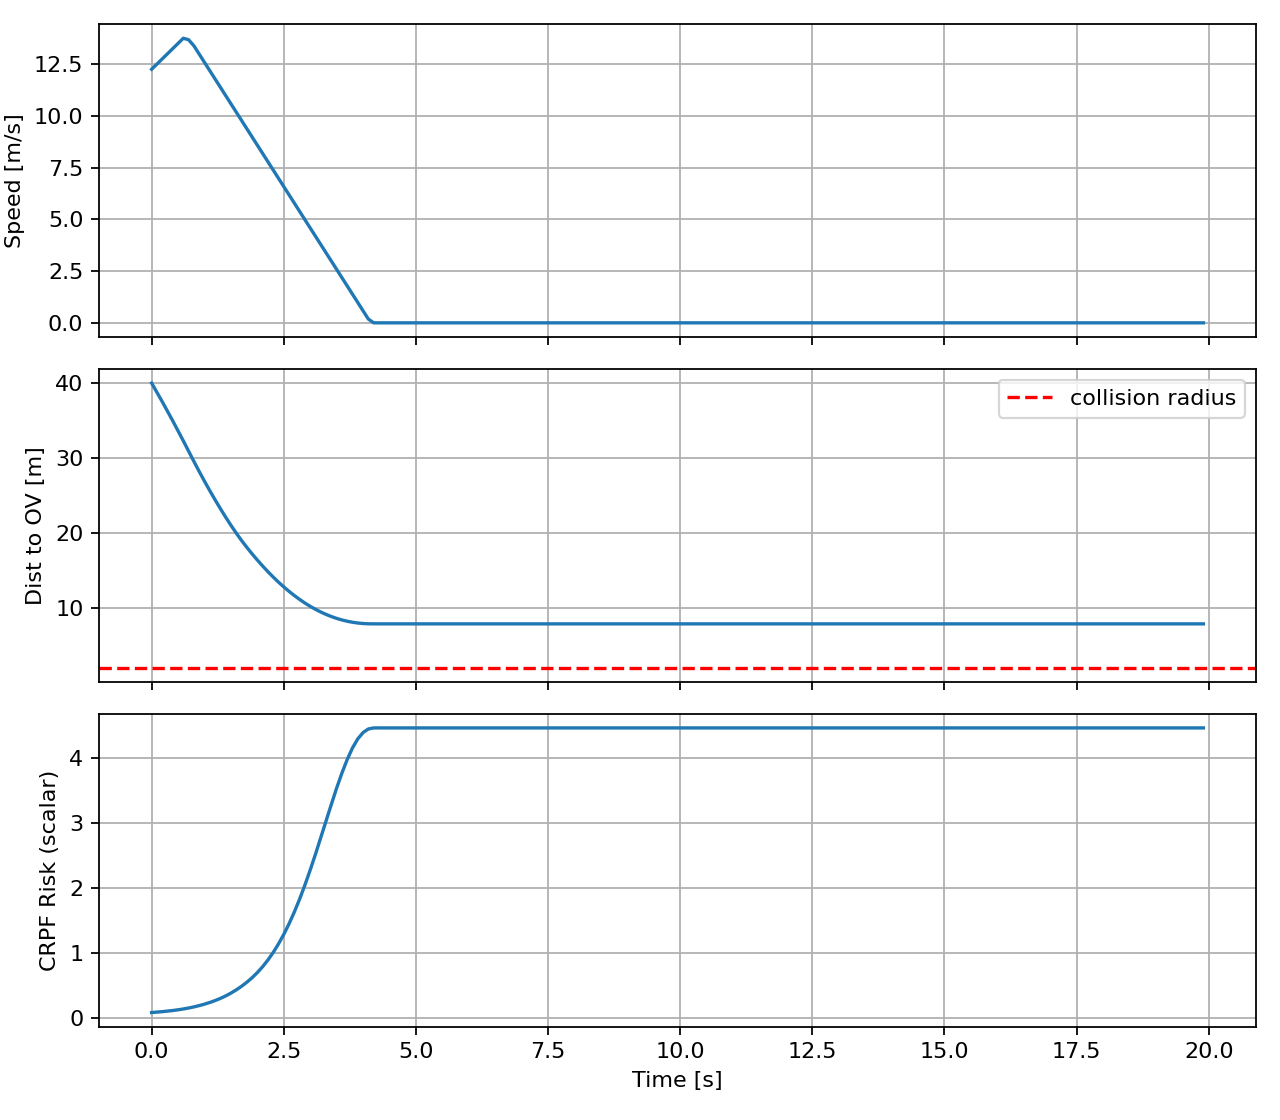 12.5
10.0
7.5
5.0
2.5
0.0
Speed [m/s]
40
30
20
10
Dist to OV [m]
collision radius
4
3
2
1
0
CRPF Risk (scalar)
0.0 2.5 5.0 7.5 10.0 12.5 15.0 17.5 20.0
Time [s]